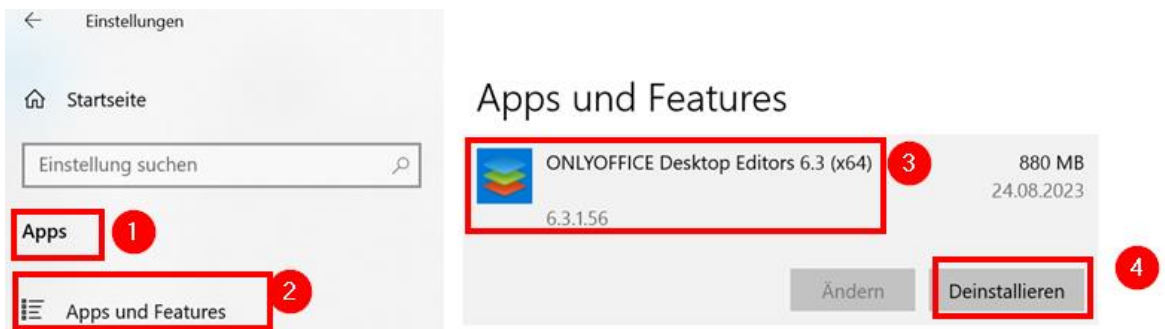 Einstellungen
Startseite
Einstellung suchen
Apps
1
2
Apps und Features
Apps und Features
ONLYOFFICE Desktop Editors 6.3 (x64)
3
880 MB
24.08.2023
6.3.1.56
4
Ändern
Deinstallieren